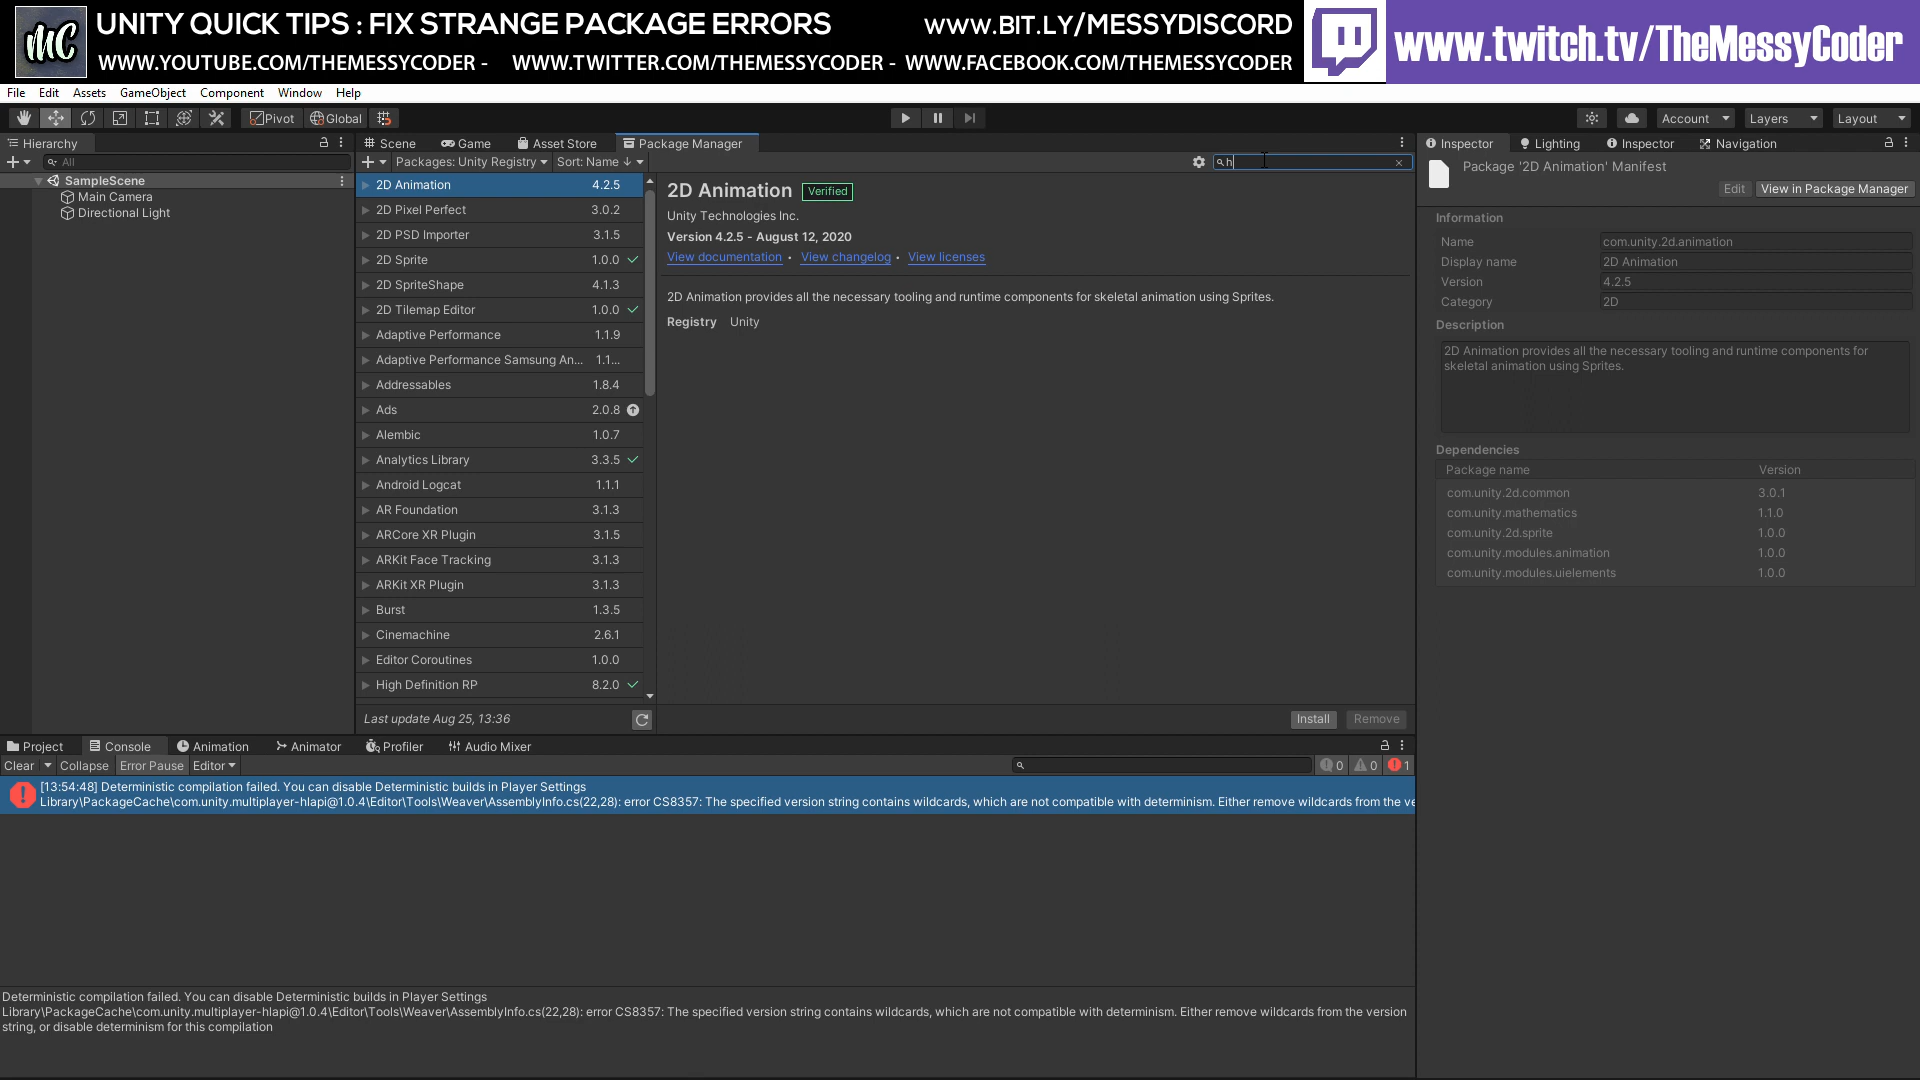 MC
UNITY QUICK TIPS : FIX STRANGE PACKAGE ERRORS
WWW.BIT.LY/MESSYDISCORD
WWW.YOUTUBE.COM/THEMESSYCODER - WWW.TWITTER.COM/THEMESSYCODER - WWW.FACEBOOK.COM/THEMESSYCODER
www.twitch.tv/TheMessyCoder
File Edit Assets GameObject Component Window Help
Pivot Global
Account Layers Layout
Hierarchy
All
SampleScene
Main Camera
Directional Light
Scene Game Asset Store Package Manager
Packages: Unity Registry Sort: Name ↓
h
2D Animation 4.2.5
2D Pixel Perfect 3.0.2
2D PSD Importer 3.1.5
2D Sprite 1.0.0
2D SpriteShape 4.1.3
2D Tilemap Editor 1.0.0
Adaptive Performance 1.1.9
Adaptive Performance Samsung An... 1.1...
Addressables 1.8.4
Ads 2.0.8
Alembic 1.0.7
Analytics Library 3.3.5
Android Logcat 1.1.1
AR Foundation 3.1.3
ARCore XR Plugin 3.1.5
ARKit Face Tracking 3.1.3
ARKit XR Plugin 3.1.3
Burst 1.3.5
Cinemachine 2.6.1
Editor Coroutines 1.0.0
High Definition RP 8.2.0
Last update Aug 25, 13:36
2D Animation Verified
Unity Technologies Inc.
Version 4.2.5 - August 12, 2020
View documentation • View changelog • View licenses
2D Animation provides all the necessary tooling and runtime components for skeletal animation using Sprites.
Registry Unity
Install Remove
Inspector Lighting Inspector Navigation
Package '2D Animation' Manifest
Edit View in Package Manager
Information
Name com.unity.2d.animation
Display name 2D Animation
Version 4.2.5
Category 2D
Description
2D Animation provides all the necessary tooling and runtime components for
skeletal animation using Sprites.
Dependencies
Package name Version
com.unity.2d.common 3.0.1
com.unity.mathematics 1.1.0
com.unity.2d.sprite 1.0.0
com.unity.modules.animation 1.0.0
com.unity.modules.uielements 1.0.0
Project Console Animation Animator Profiler Audio Mixer
Clear Collapse Error Pause Editor
0 0 1
[13:54:48] Deterministic compilation failed. You can disable Deterministic builds in Player Settings
Library\PackageCache\com.unity.multiplayer-hlapi@1.0.4\Editor\Tools\Weaver\AssemblyInfo.cs(22,28): error CS8357: The specified version string contains wildcards, which are not compatible with determinism. Either remove wildcards from the ve
Deterministic compilation failed. You can disable Deterministic builds in Player Settings
Library\PackageCache\com.unity.multiplayer-hlapi@1.0.4\Editor\Tools\Weaver\AssemblyInfo.cs(22,28): error CS8357: The specified version string contains wildcards, which are not compatible with determinism. Either remove wildcards from the version
string, or disable determinism for this compilation